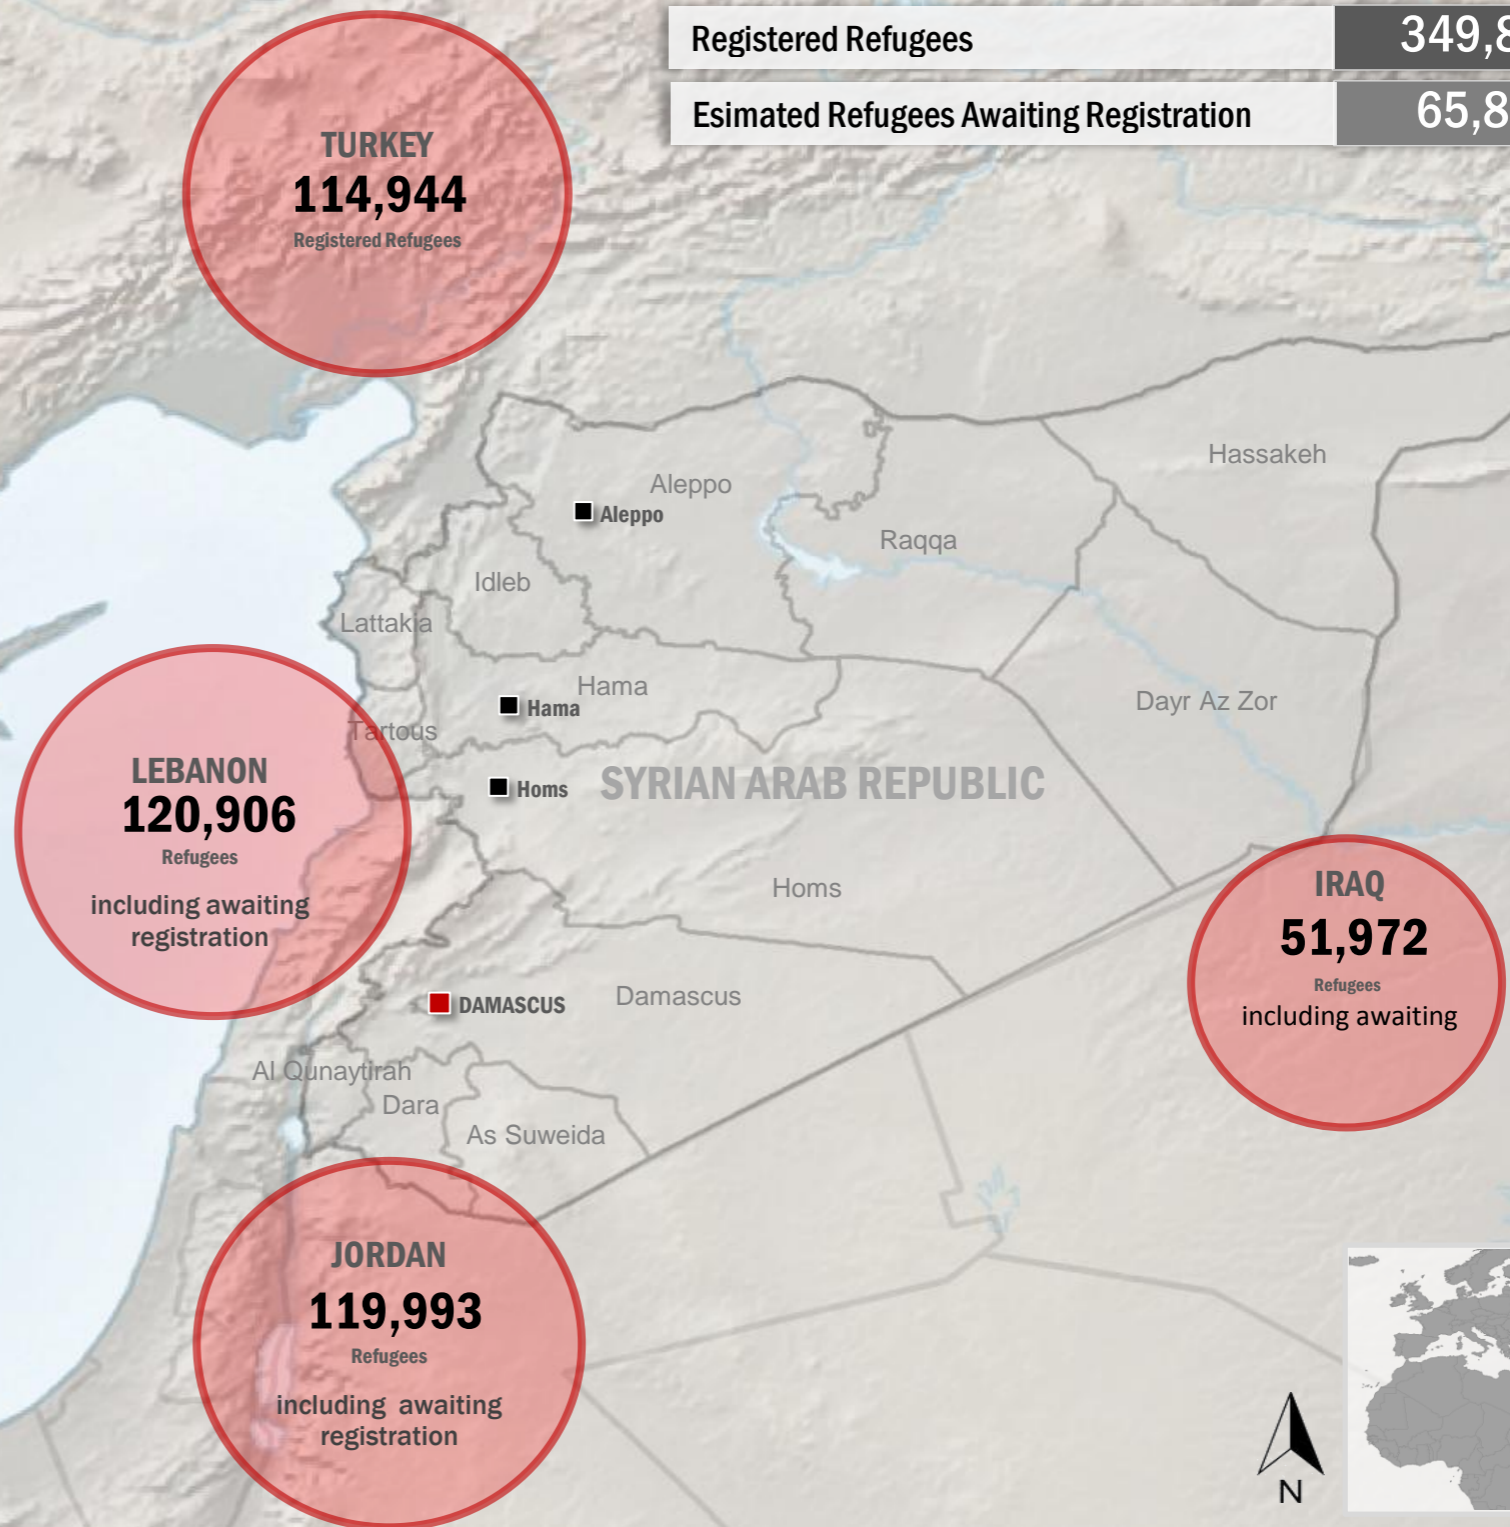 Registered Refugees 349,8
Esimated Refugees Awaiting Registration 65,8
TURKEY
114,944
Registered Refugees
Hassakeh
Aleppo
Aleppo
Raqqa
Idleb
Lattakia
Hama
Hama
Dayr Az Zor
Tartous
LEBANON
120,906
Refugees
including awaiting
registration
SYRIAN ARAB REPUBLIC
Homs
Homs
IRAQ
51,972
Refugees
including awaiting
DAMASCUS
Damascus
Al Qunaytirah
Dara
As Suweida
JORDAN
119,993
Refugees
including awaiting
registration
N